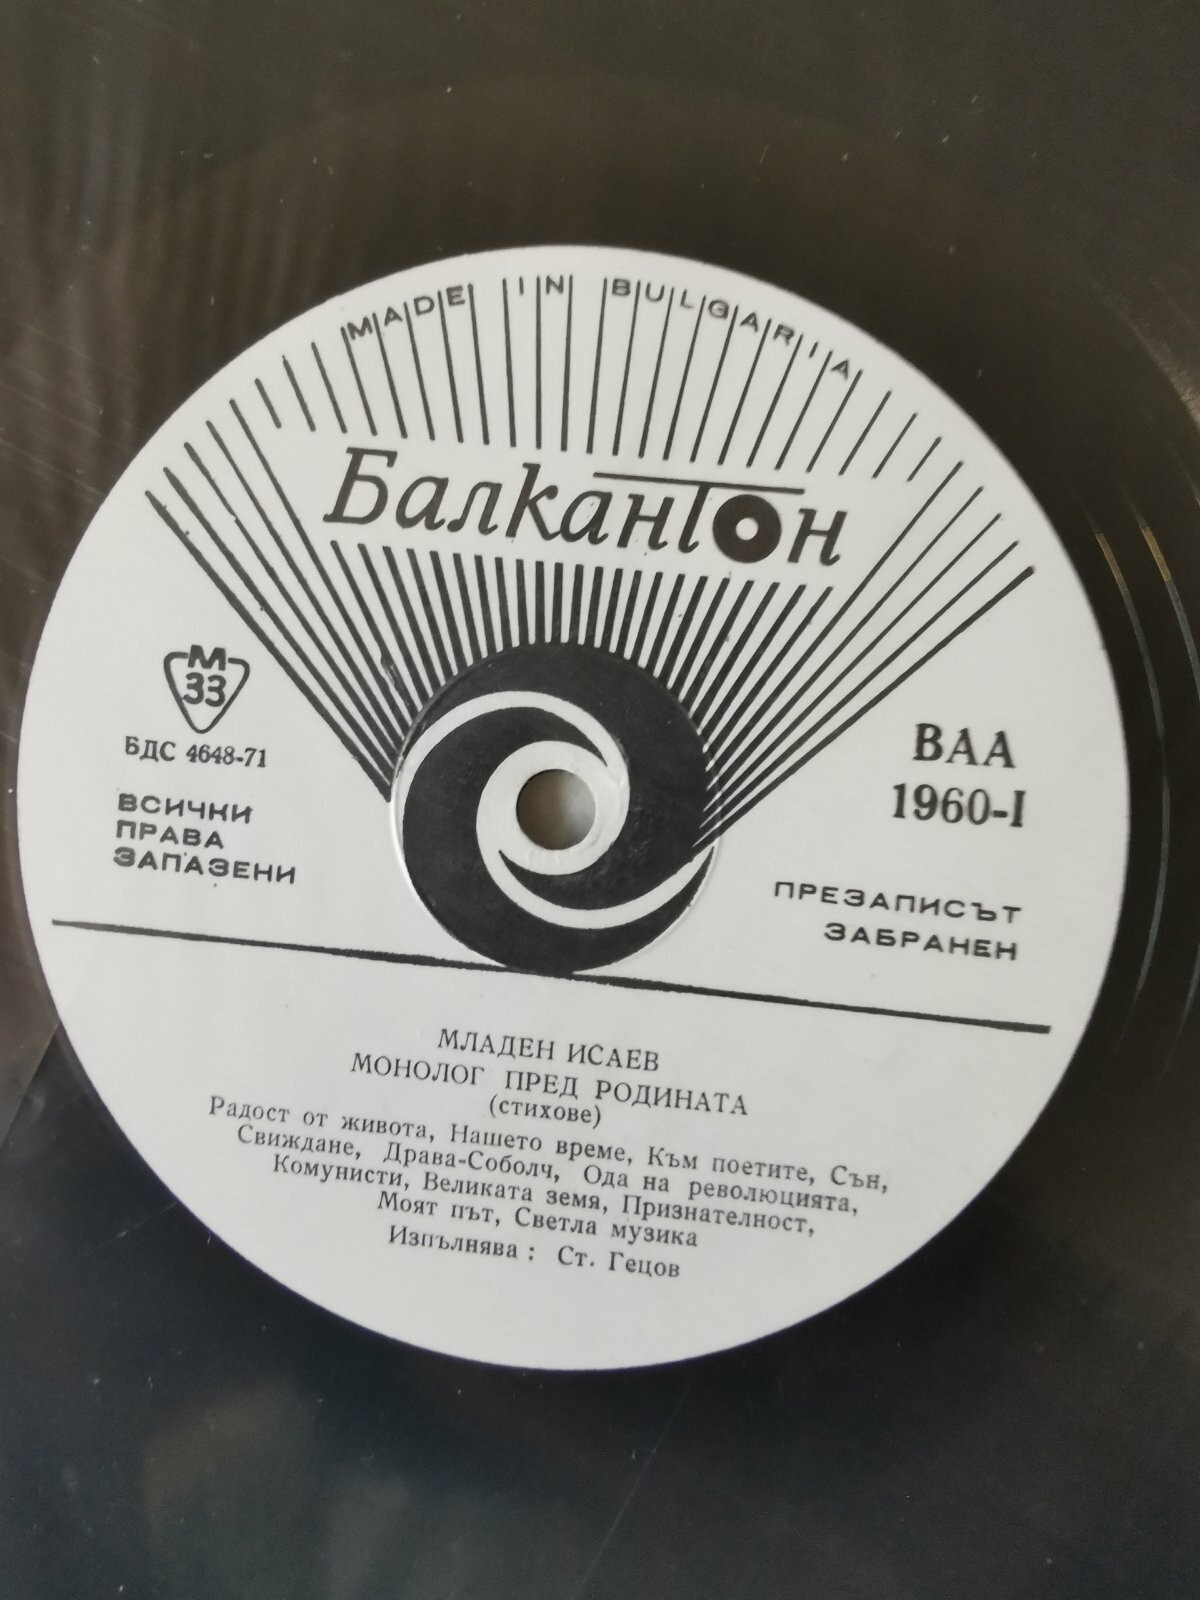 MADE IN BULGARIA
Балкантон
М
33
БДС 4648-71
ВСИЧКИ
ПРАВА
ЗАПАЗЕНИ
ВАА
1960-I
ПРЕЗАПИСЪТ
ЗАБРАНЕН
МЛАДЕН ИСАЕВ
МОНОЛОГ ПРЕД РОДИНАТА
(стихове)
Радост от живота, Нашето време, Към поетите, Сън,
Свиждане, Драва-Соболч, Ода на революцията,
Комунисти, Великата земя, Признателност,
Моят път, Светла музика
Изпълнява : Ст. Гецов